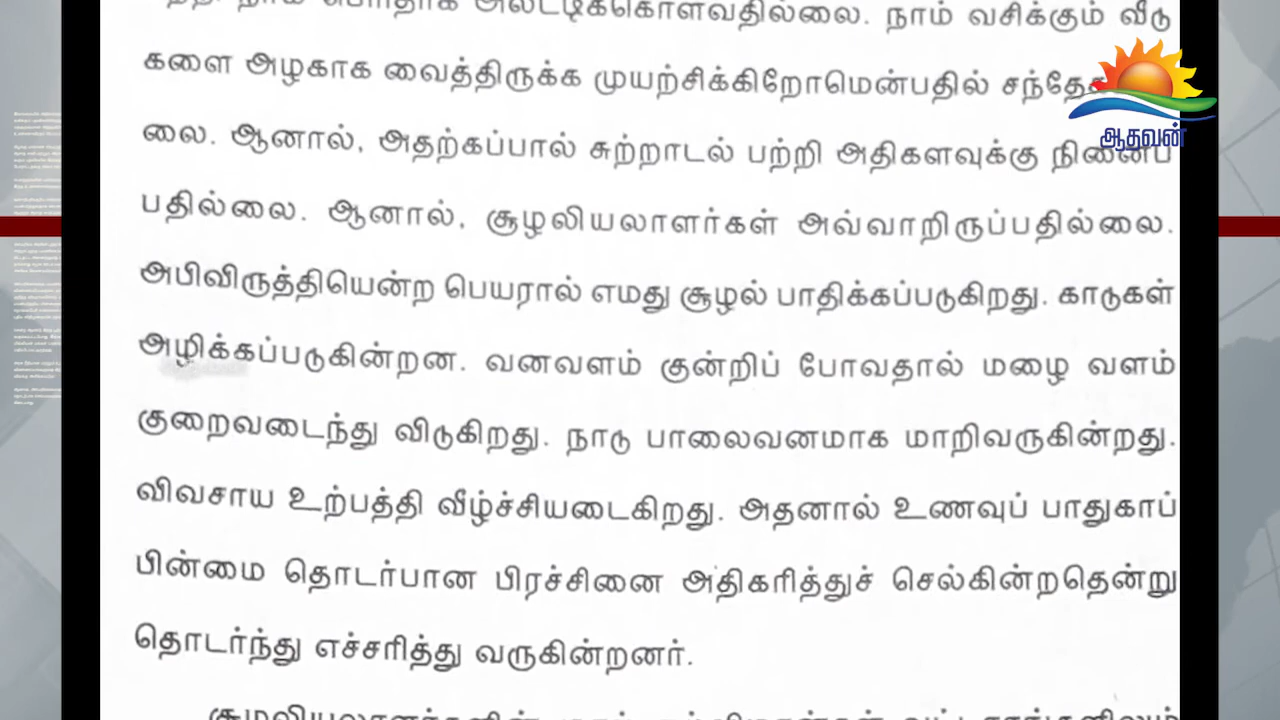 நாம் வசிக்கும் வீடு
களை அழகாக வைத்திருக்க முயற்சிக்கிறோமென்பதில்
லை. ஆனால், அதற்கப்பால் சுற்றாடல் பற்றி அதிகளவுக்கு நினைப்
பதில்லை. ஆனால், சூழலியலாளர்கள் அவ்வாறிருப்பதில்லை.
அபிவிருத்தியென்ற பெயரால் எமது சூழல் பாதிக்கப்படுகிறது. காடுகள்
அழிக்கப்படுகின்றன. வனவளம் குன்றிப் போவதால் மழை வளம்
குறைவடைந்து விடுகிறது. நாடு பாலைவனமாக மாறிவருகின்றது.
விவசாய உற்பத்தி வீழ்ச்சியடைகிறது. அதனால் உணவுப் பாதுகாப்
பின்மை தொடர்பான பிரச்சினை அதிகரித்துச் செல்கின்றதென்று
தொடர்ந்து எச்சரித்து வருகின்றனர்.
ஆதவன்